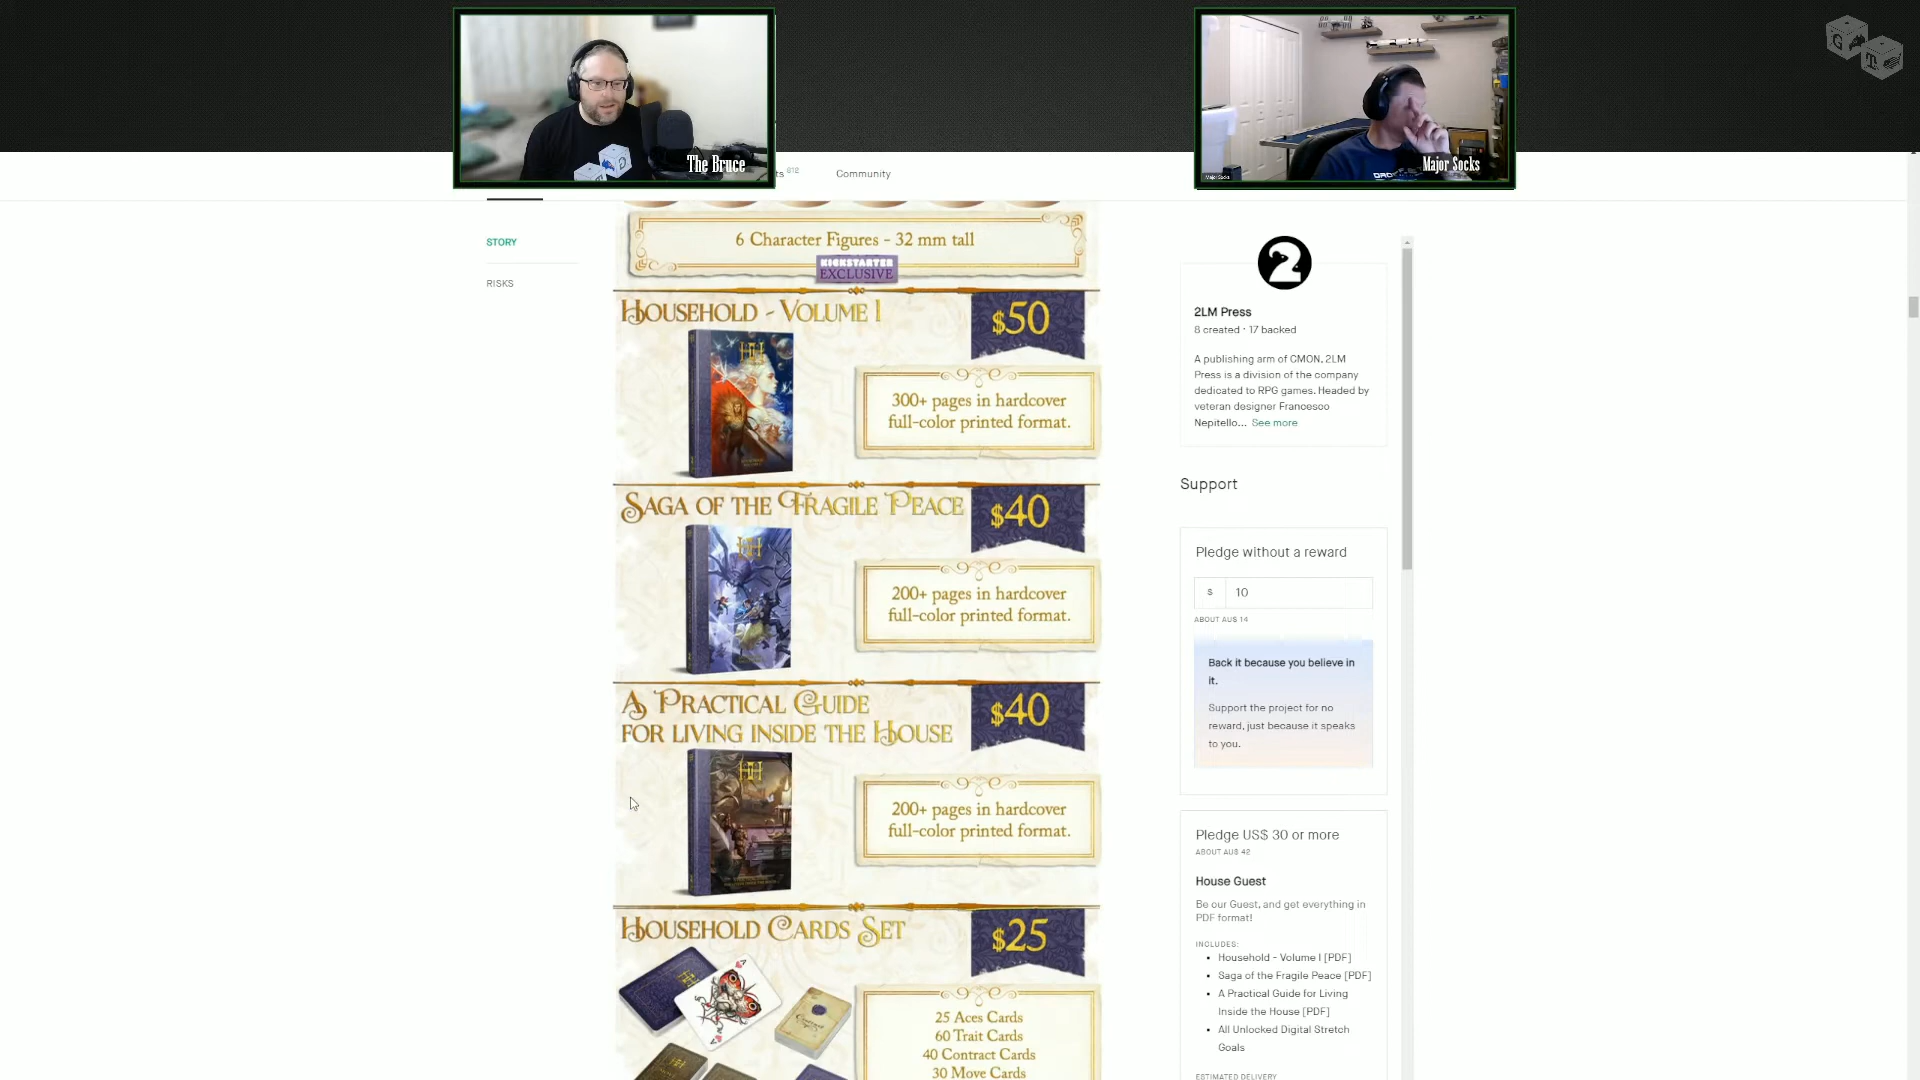 The Bruce
Major Socks
Major Socks
G
T
ts 212
Community
STORY
RISKS
6 Character Figures - 32 mm tall
KICKSTARTER
EXCLUSIVE
HOUSEHOLD - VOLUME I
$50
300+ pages in hardcover
full-color printed format.
SAGA OF THE FRAGILE PEACE
$40
200+ pages in hardcover
full-color printed format.
A PRACTICAL GUIDE
FOR LIVING INSIDE THE HOUSE
$40
200+ pages in hardcover
full-color printed format.
HOUSEHOLD CARDS SET
$25
25 Aces Cards
60 Trait Cards
40 Contract Cards
30 Move Cards
2
2LM Press
8 created · 17 backed
A publishing arm of CMON, 2LM
Press is a division of the company
dedicated to RPG games. Headed by
veteran designer Francesco
Nepitello... See more
Support
Pledge without a reward
$ 10
ABOUT AU$ 14
Back it because you believe in
it.
Support the project for no
reward, just because it speaks
to you.
Pledge US$ 30 or more
ABOUT AU$ 42
House Guest
Be our Guest, and get everything in
PDF format!
INCLUDES:
• Household - Volume I [PDF]
• Saga of the Fragile Peace [PDF]
• A Practical Guide for Living
Inside the House [PDF]
• All Unlocked Digital Stretch
Goals
ESTIMATED DELIVERY